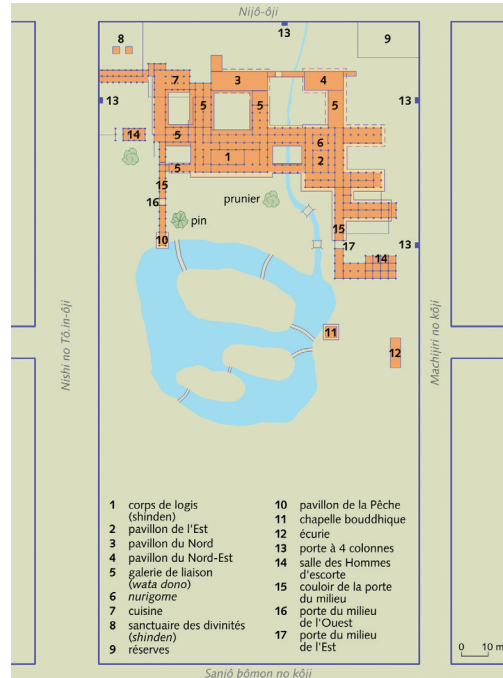 Nijô-ôji
13
8
9
7
3
4
5
5
5
13
13
14
5
6
1
2
5
15
16
prunier
pin
10
15
17
13
14
11
12
Nishi no Tô.in-ôji
Machijiri no kôji
1 corps de logis
(shinden)
2 pavillon de l'Est
3 pavillon du Nord
4 pavillon du Nord-Est
5 galerie de liaison
(wata dono)
6 nurigome
7 cuisine
8 sanctuaire des divinités
(shinden)
9 réserves
10 pavillon de la Pêche
11 chapelle bouddhique
12 écurie
13 porte à 4 colonnes
14 salle des Hommes
d'escorte
15 couloir de la porte
du milieu
16 porte du milieu
de l'Ouest
17 porte du milieu
de l'Est
0 10 m
Sanjô bômon no kôji